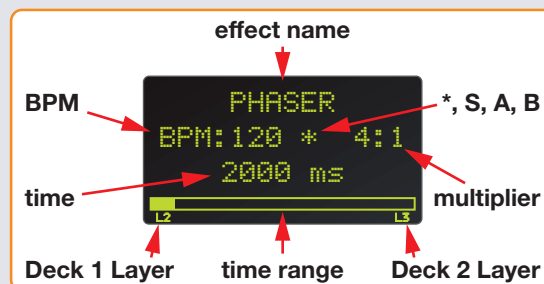 effect name
BPM
*, S, A, B
PHASER
BPM:120 * 4:1
2000 ms
time
multiplier
L2 L3
Deck 1 Layer time range Deck 2 Layer